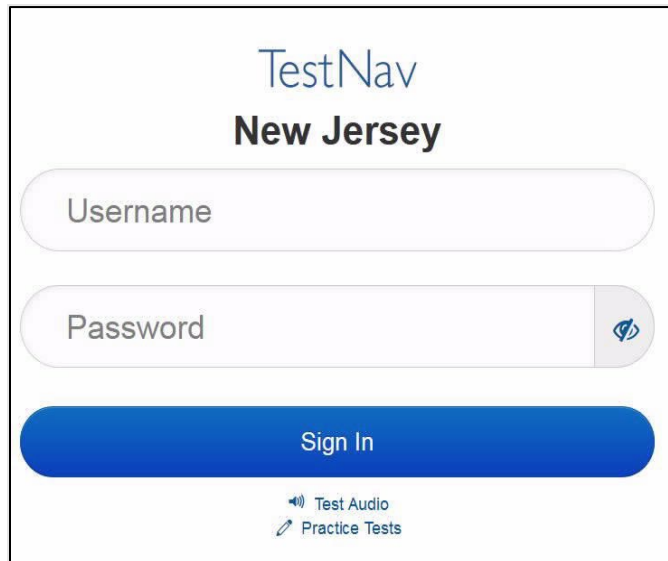 TestNav
New Jersey
Username
Password
Sign In
Test Audio
Practice Tests